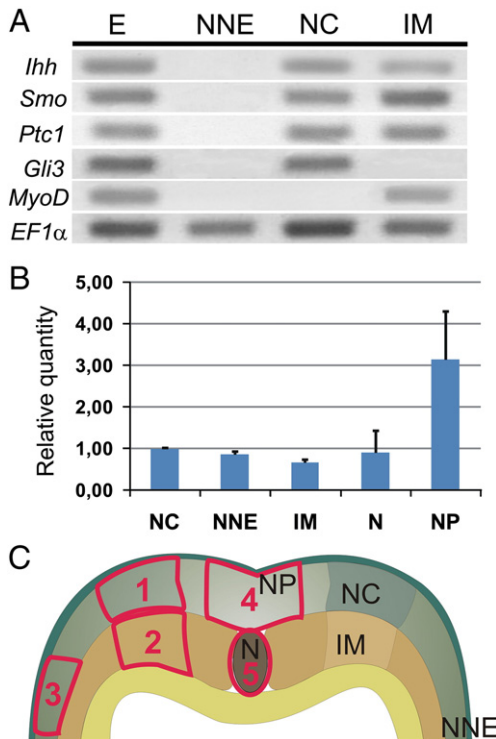 A
E NNE NC IM
Ihh
Smo
Ptc1
Gli3
MyoD
EF1α
B
Relative quantity
5,00
4,00
3,00
2,00
1,00
0,00
NC NNE IM N NP
C
1 4 NP NC
2 N IM
3 5
NNE